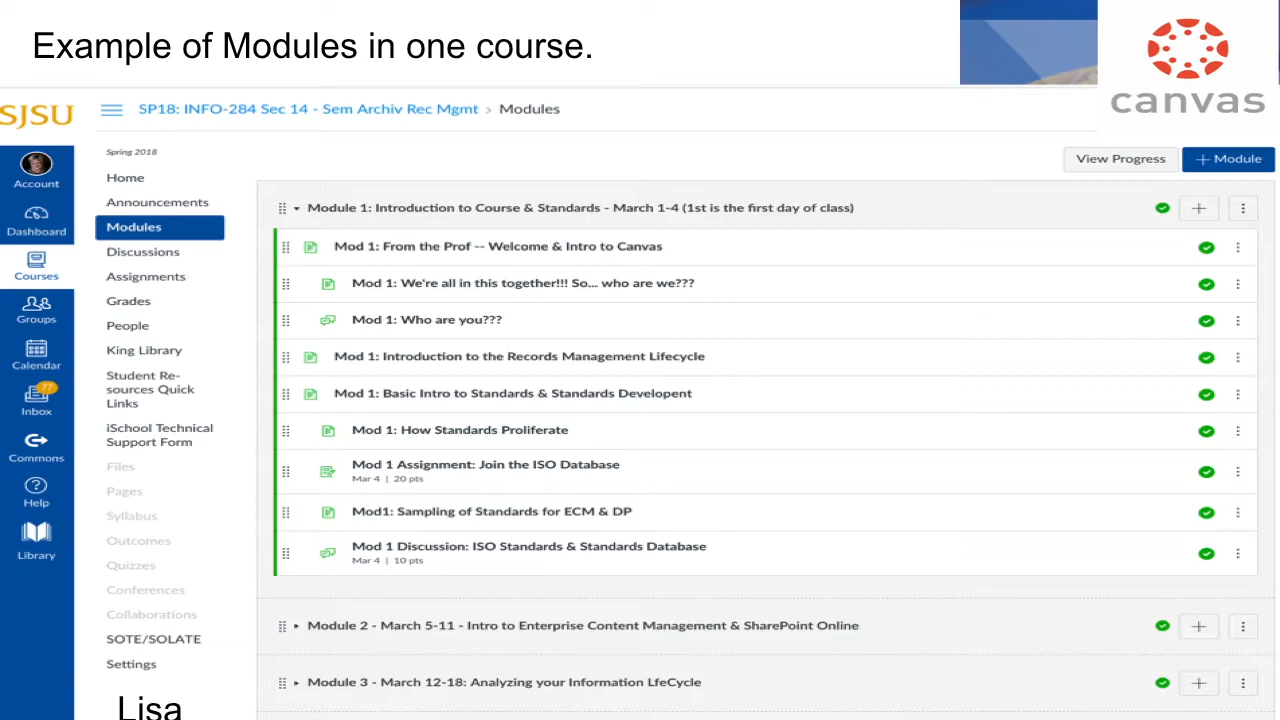 Example of Modules in one course.
canvas
SJSU
SP18: INFO-284 Sec 14 - Sem Archiv Rec Mgmt > Modules
Spring 2018
View Progress
+ Module
Account
Dashboard
Courses
Groups
Calendar
77
Inbox
Commons
Help
Library
Home
Announcements
Modules
Discussions
Assignments
Grades
People
King Library
Student Re-
sources Quick
Links
iSchool Technical
Support Form
Files
Pages
Syllabus
Outcomes
Quizzes
Conferences
Collaborations
SOTE/SOLATE
Settings
Module 1: Introduction to Course & Standards - March 1-4 (1st is the first day of class)
Mod 1: From the Prof -- Welcome & Intro to Canvas
Mod 1: We're all in this together!!! So... who are we???
Mod 1: Who are you???
Mod 1: Introduction to the Records Management Lifecycle
Mod 1: Basic Intro to Standards & Standards Developent
Mod 1: How Standards Proliferate
Mod 1 Assignment: Join the ISO Database
Mar 4 | 20 pts
Mod1: Sampling of Standards for ECM & DP
Mod 1 Discussion: ISO Standards & Standards Database
Mar 4 | 10 pts
Module 2 - March 5-11 - Intro to Enterprise Content Management & SharePoint Online
Module 3 - March 12-18: Analyzing your Information LfeCycle
Lisa